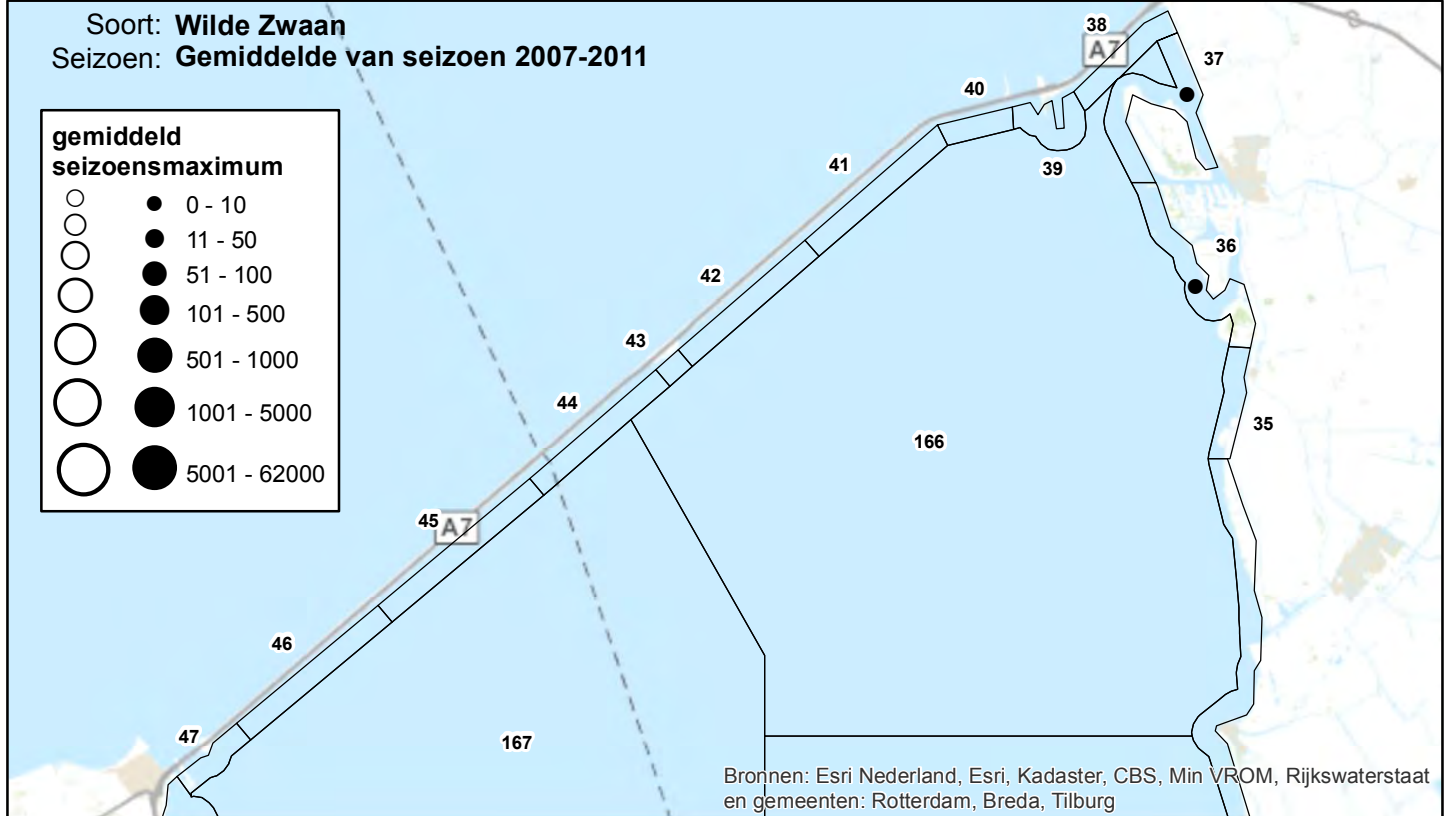 Soort: Wilde Zwaan
Seizoen: Gemiddelde van seizoen 2007-2011
gemiddeld
seizoensmaximum
0 - 10
11 - 50
51 - 100
101 - 500
501 - 1000
1001 - 5000
5001 - 62000
38
A7
37
40
41
39
36
42
43
44
35
166
45
A7
46
47
167
Bronnen: Esri Nederland, Esri, Kadaster, CBS, Min VROM, Rijkswaterstaat
en gemeenten: Rotterdam, Breda, Tilburg